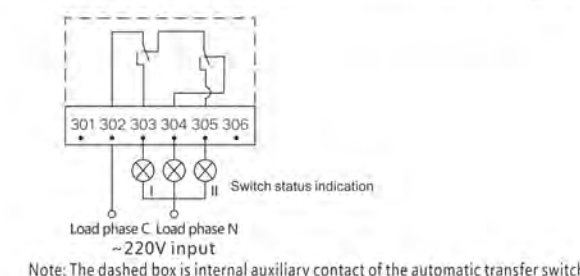 301 302 303 304 305 306
I II
Switch status indication
Load phase C Load phase N
~220V input
Note: The dashed box is internal auxiliary contact of the automatic transfer switch